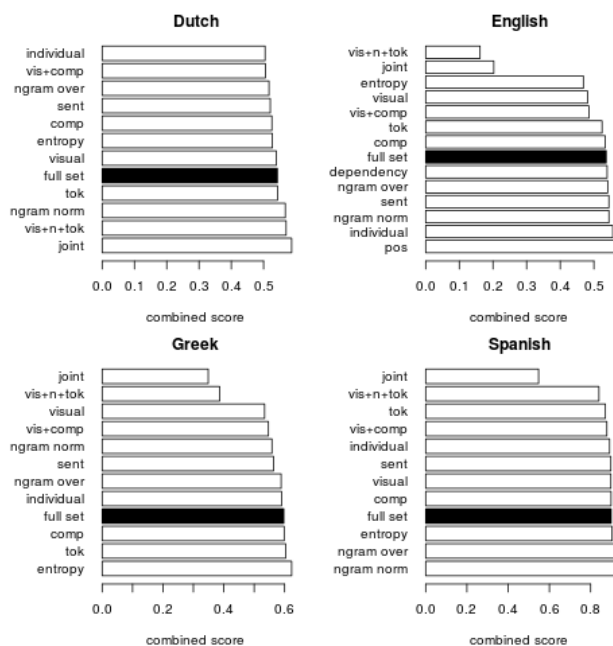 Dutch
individual
vis+comp
ngram over
sent
comp
entropy
visual
full set
tok
ngram norm
vis+n+tok
joint
0.0 0.1 0.2 0.3 0.4 0.5
combined score
English
vis+n+tok
joint
entropy
visual
vis+comp
tok
comp
full set
dependency
ngram over
sent
ngram norm
individual
pos
0.0 0.1 0.2 0.3 0.4 0.5
combined score
Greek
joint
vis+n+tok
visual
vis+comp
ngram norm
sent
ngram over
individual
full set
comp
tok
entropy
0.0 0.2 0.4 0.6
combined score
Spanish
joint
vis+n+tok
tok
vis+comp
individual
sent
visual
comp
full set
entropy
ngram over
ngram norm
0.0 0.2 0.4 0.6 0.8
combined score